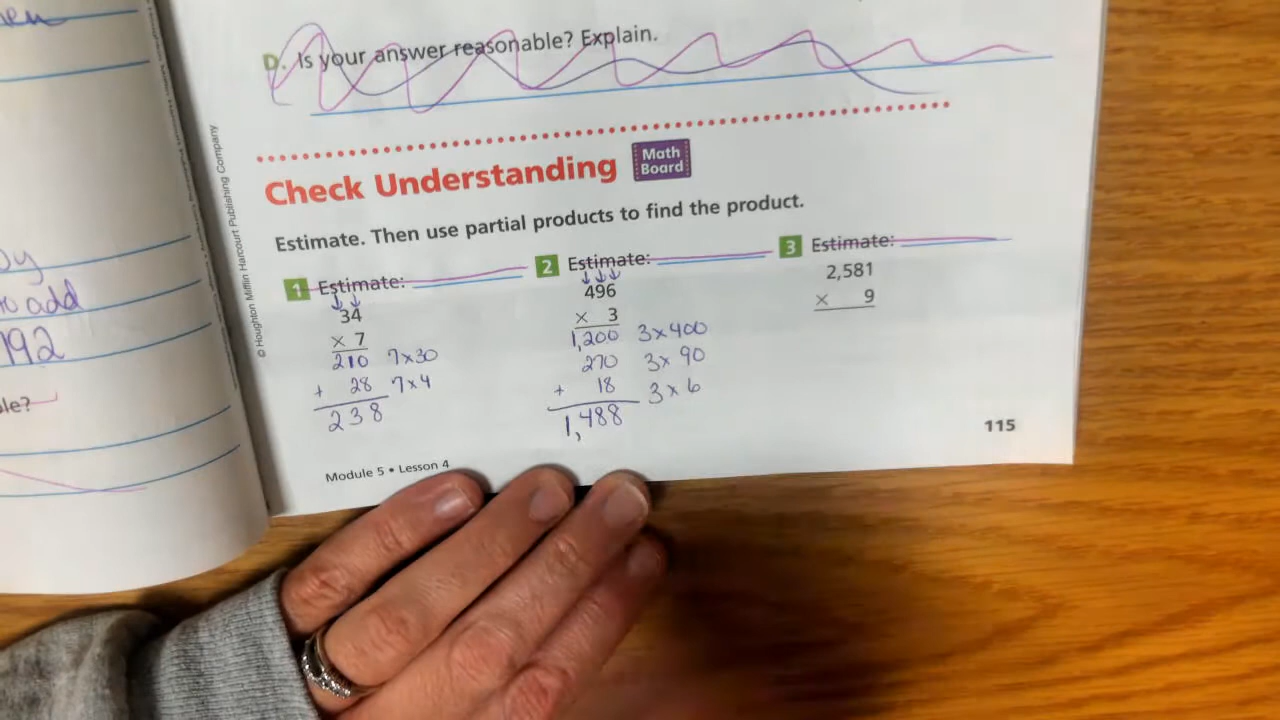 D. Is your answer reasonable? Explain.
© Houghton Mifflin Harcourt Publishing Company
Check Understanding
Math
Board
Estimate. Then use partial products to find the product.
1 Estimate:
34
× 7
210 7×30
+ 28 7×4
238
2 Estimate:
496
× 3
1,200 3×400
270 3×90
+ 18 3×6
1,488
3 Estimate:
2,581
× 9
to add
192
Module 5 • Lesson 4
115